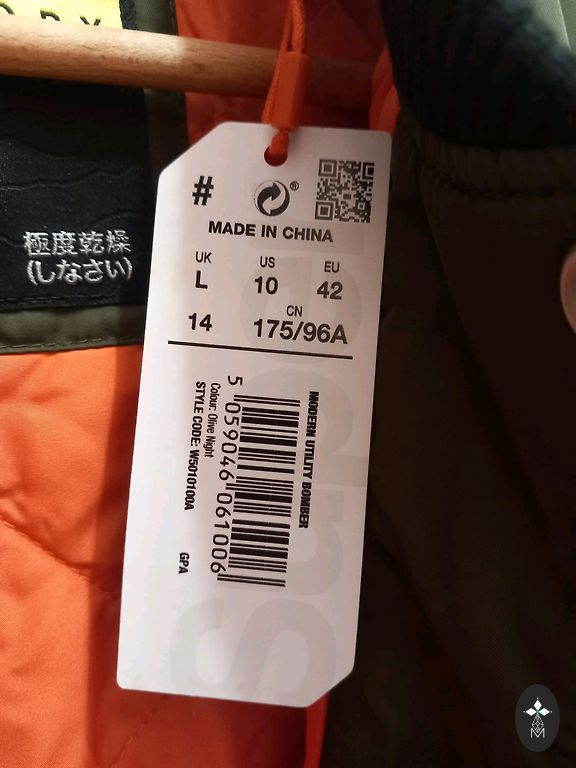 DRY
極度乾燥
(しなさい)
#
®
MADE IN CHINA
UK US EU
L 10 42
CN
14 175/96A
MODERN UTILITY BOMBER
5 059046 061006
Colour: Olive Night
STYLE CODE: W5010100A
GPA
M